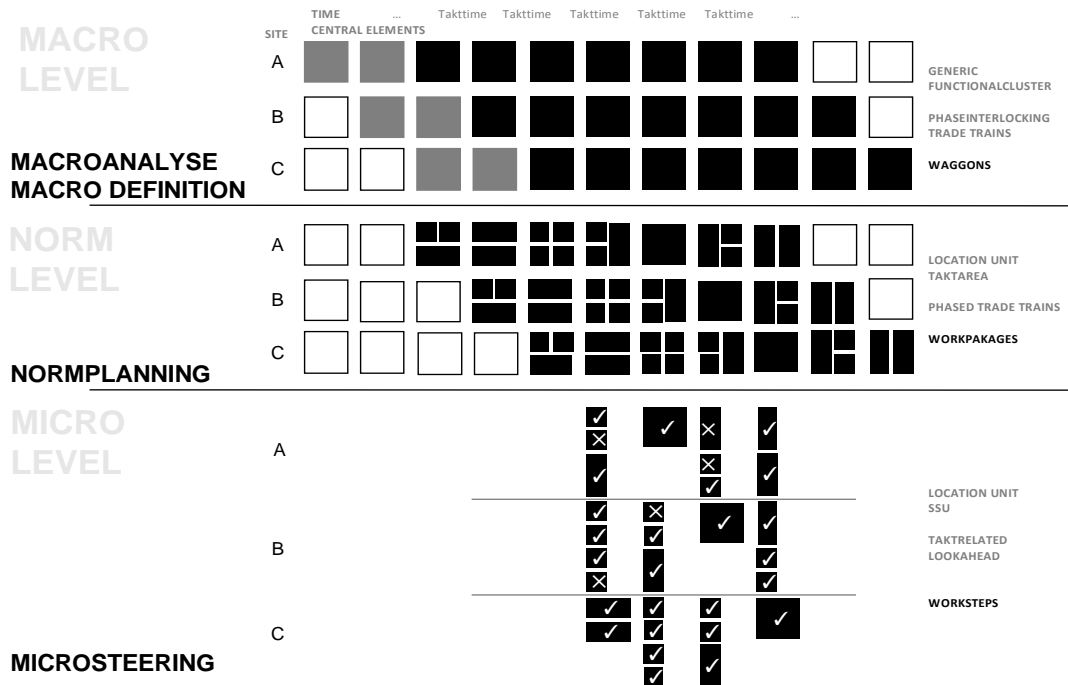 MACRO
LEVEL
TIME … Takttime Takttime Takttime Takttime Takttime …
SITE
CENTRAL ELEMENTS
A
B
C
GENERIC
FUNCTIONALCLUSTER
PHASEINTERLOCKING
TRADE TRAINS
WAGGONS
MACROANALYSE
MACRO DEFINITION
NORM
LEVEL
A
B
C
LOCATION UNIT
TAKTAREA
PHASED TRADE TRAINS
WORKPAKAGES
NORMPLANNING
MICRO
LEVEL
A
B
C
LOCATION UNIT
SSU
TAKTRELATED
LOOKAHEAD
WORKSTEPS
MICROSTEERING